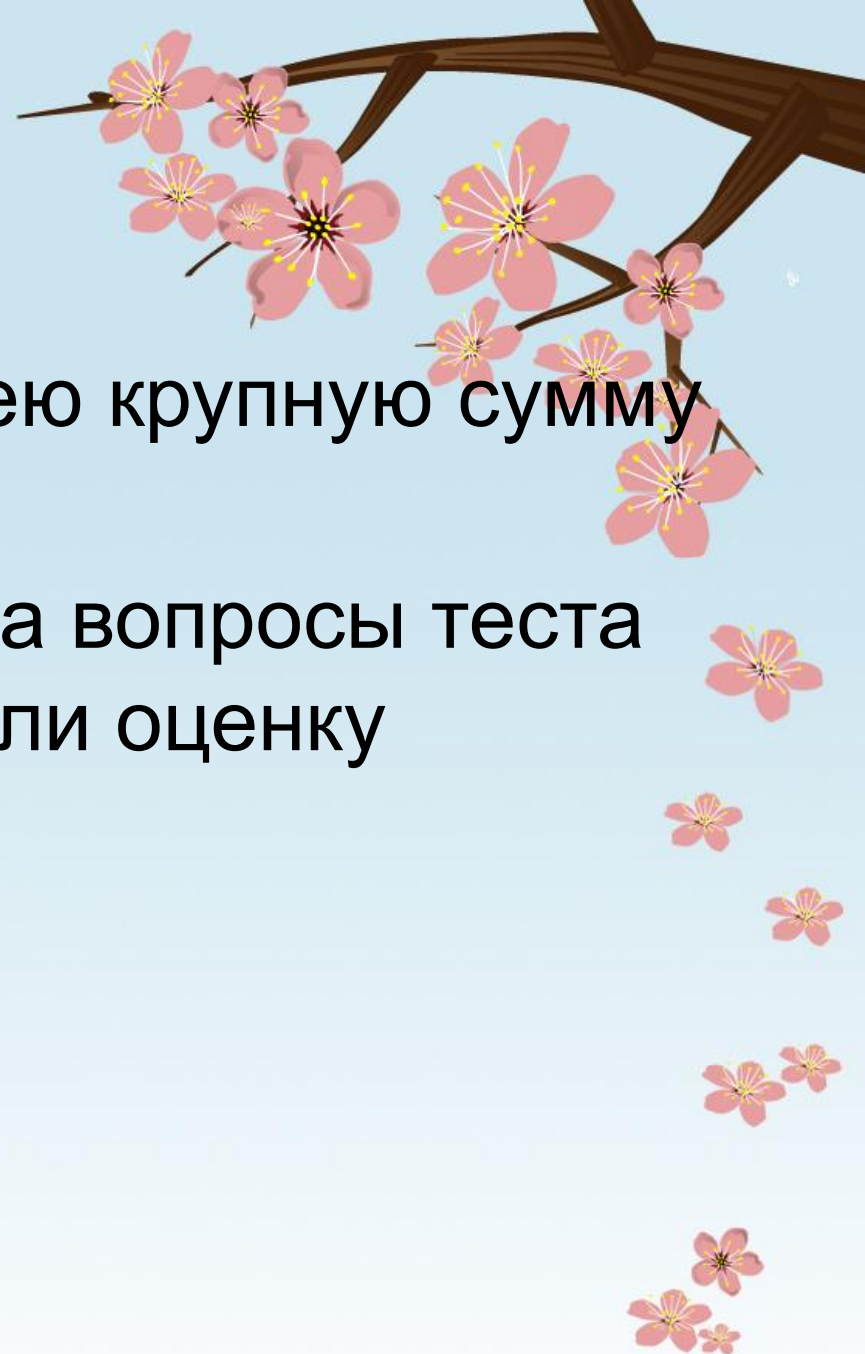 ею крупную сумму
а вопросы теста
ли оценку